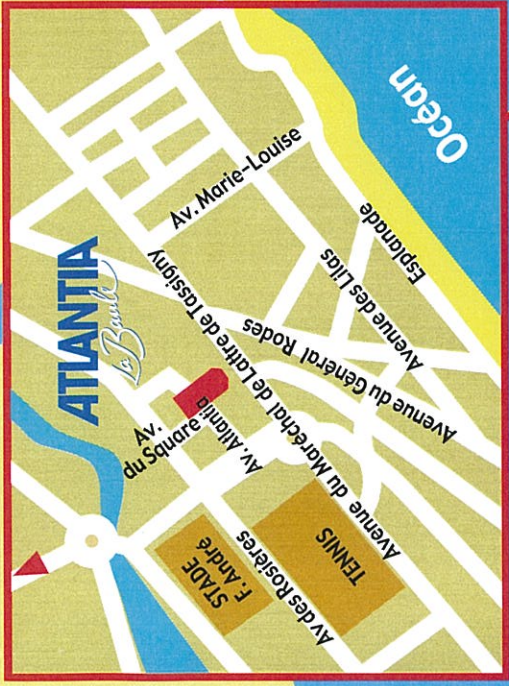 Océan
Av. Marie-Louise
ATLANTIA
La Baule
Esplanade
Avenue des Lilas
Avenue du Général Rodes
Avenue du Maréchal de Lattre de Tassigny
Av.
du Square
Av. Atlantia
STADE
F. André
TENNIS
Av des Rosières